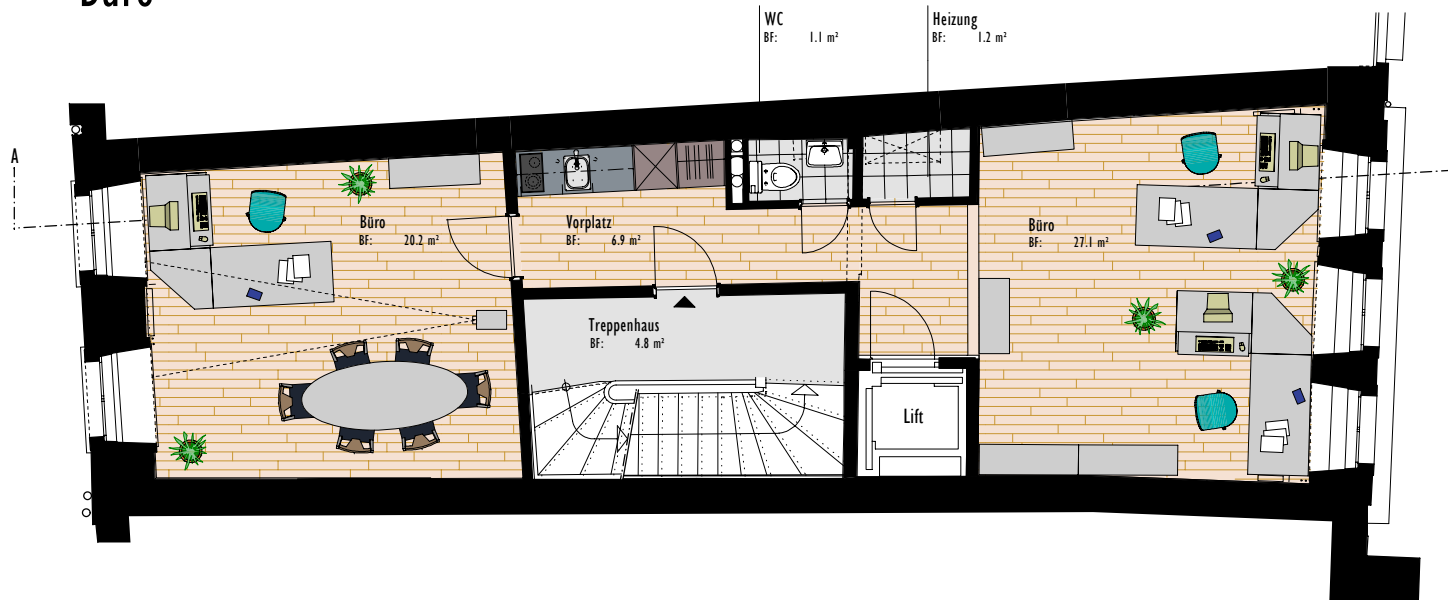 WC
BF: 1.1 m²
Heizung
BF: 1.2 m²
A
Büro
BF: 20.2 m²
Vorplatz
BF: 6.9 m²
Büro
BF: 27.1 m²
Treppenhaus
BF: 4.8 m²
Lift